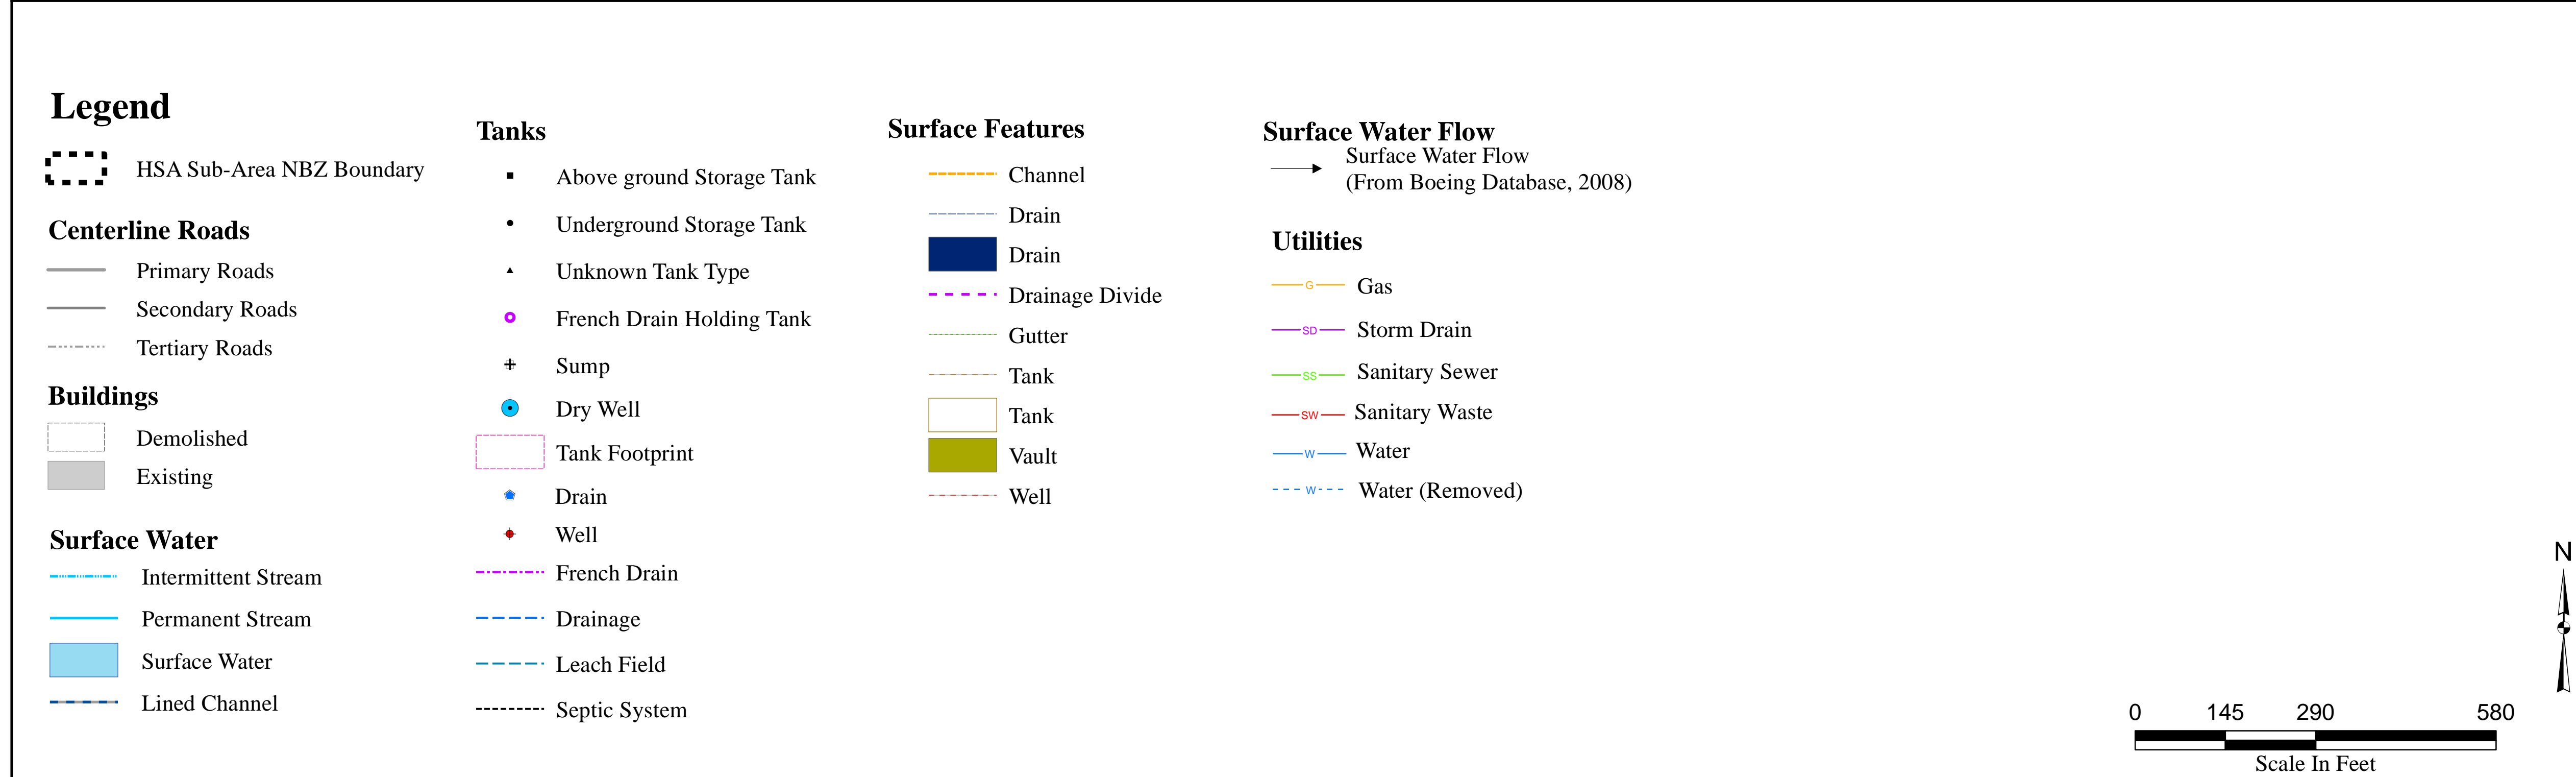 Legend
HSA Sub-Area NBZ Boundary
Centerline Roads
Primary Roads
Secondary Roads
Tertiary Roads
Buildings
Demolished
Existing
Surface Water
Intermittent Stream
Permanent Stream
Surface Water
Lined Channel
Tanks
Above ground Storage Tank
Underground Storage Tank
Unknown Tank Type
French Drain Holding Tank
Sump
Dry Well
Tank Footprint
Drain
Well
French Drain
Drainage
Leach Field
Septic System
Surface Features
Channel
Drain
Drain
Drainage Divide
Gutter
Tank
Tank
Vault
Well
Surface Water Flow
Surface Water Flow
(From Boeing Database, 2008)
Utilities
G Gas
SD Storm Drain
SS Sanitary Sewer
SW Sanitary Waste
W Water
W Water (Removed)
N
0 145 290 580
Scale In Feet